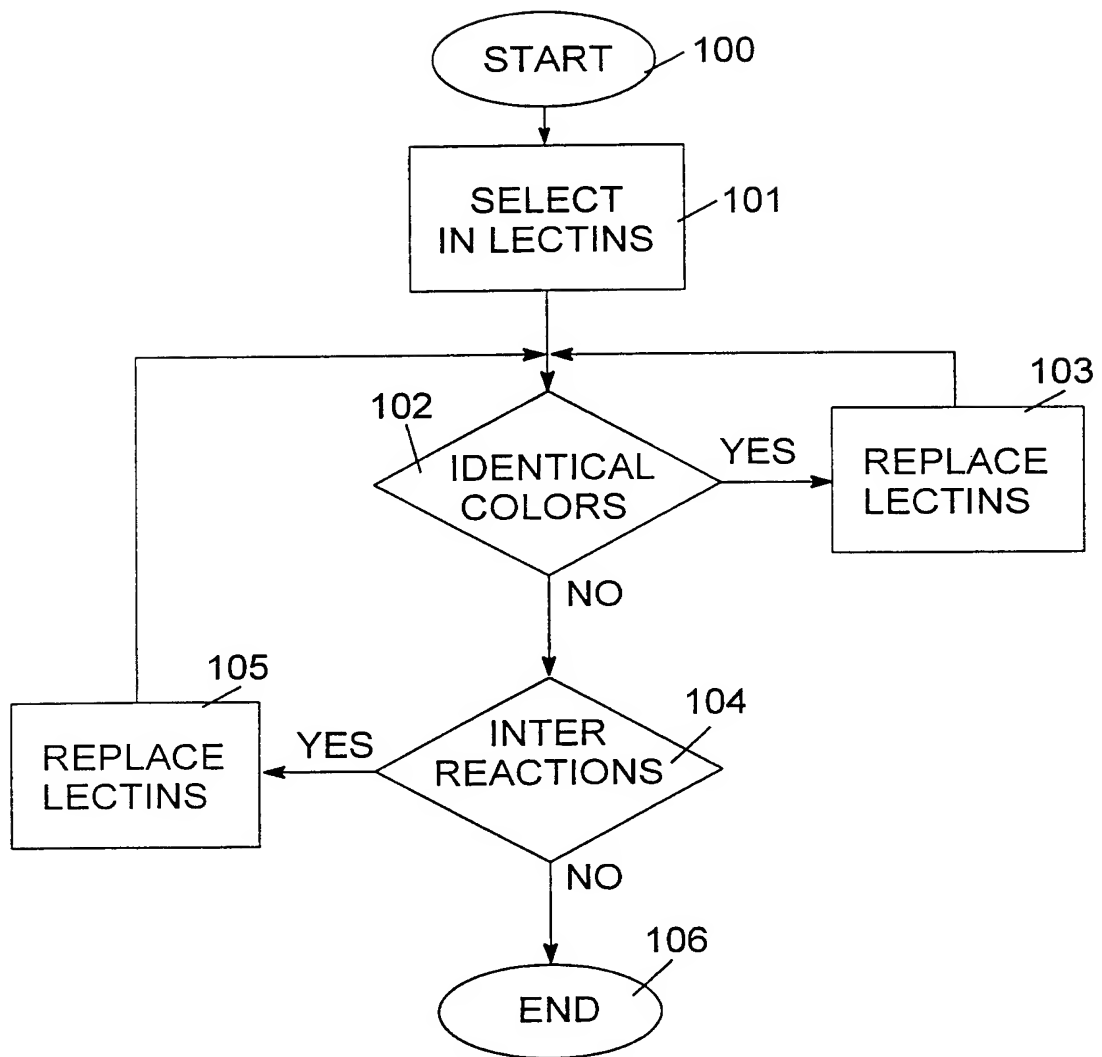 START
100
SELECT
IN LECTINS
101
102
IDENTICAL
COLORS
YES
103
REPLACE
LECTINS
NO
105
REPLACE
LECTINS
YES
INTER
REACTIONS
104
NO
106
END